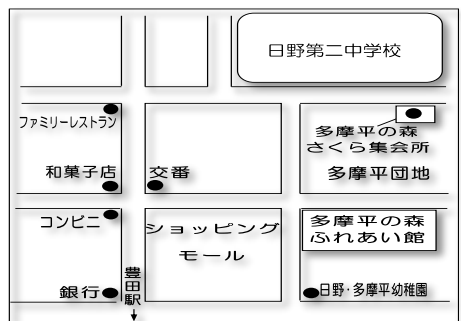 日野第二中学校
ファミリーレストラン
多摩平の森
さくら集会所
和菓子店
交番
多摩平団地
コンビニ
ショッピング
モール
多摩平の森
ふれあい館
豊田駅
銀行
日野・多摩平幼稚園